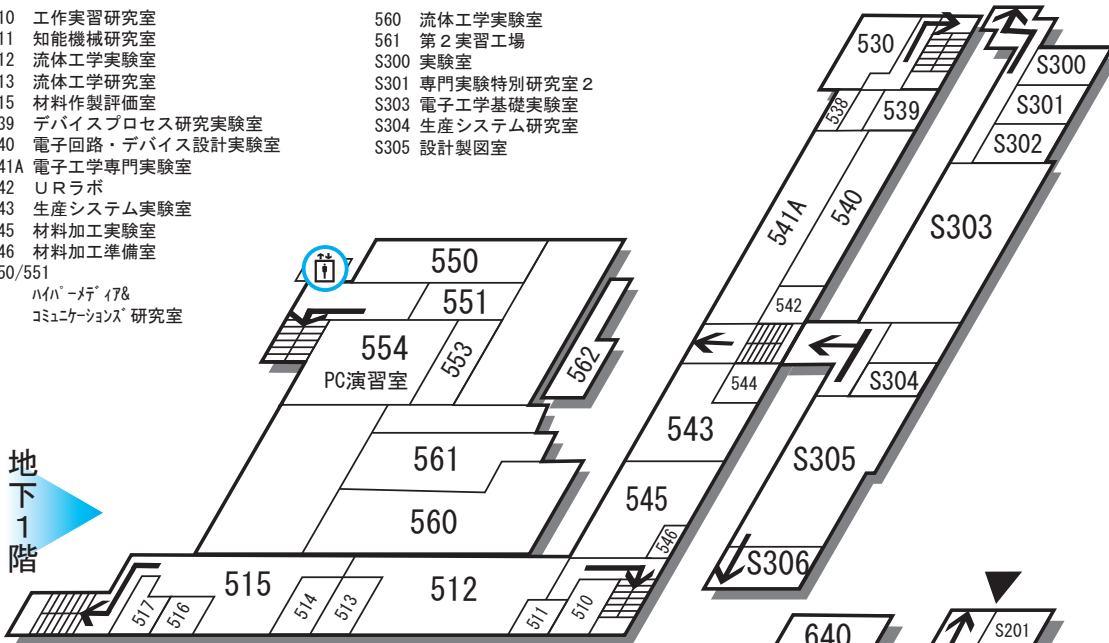 10 工作実習研究室
11 知能機械研究室
12 流体工学実験室
13 流体工学研究室
15 材料作製評価室
39 デバイスプロセス研究実験室
40 電子回路・デバイス設計実験室
41A 電子工学専門実験室
42 URラボ
43 生産システム実験室
45 材料加工実験室
46 材料加工準備室
50/551
ハイパーメディア&
コミュニケーションズ研究室
560 流体工学実験室
561 第2実習工場
S300 実験室
S301 専門実験特別研究室2
S303 電子工学基礎実験室
S304 生産システム研究室
S305 設計製図室
530
538
539
541A
540
542
S300
S301
S302
S303
S304
S305
S306
550
551
554
PC演習室
553
562
544
543
545
546
561
560
地下1階
515
512
517
516
514
513
511
510
640
S201